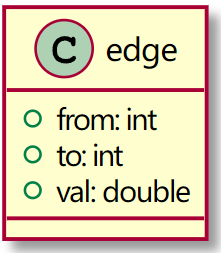 C edge
from: int
to: int
val: double